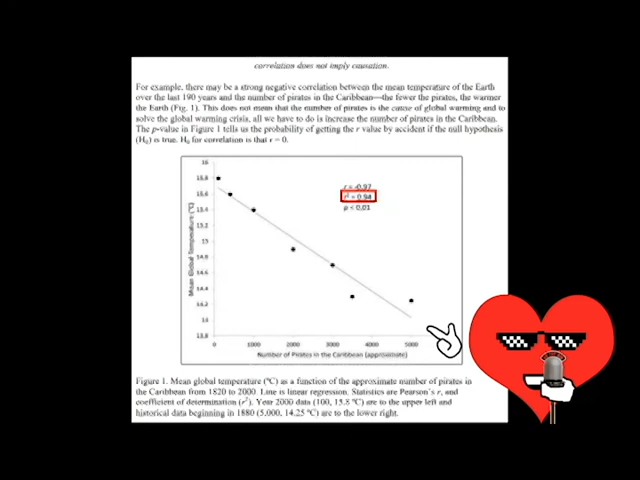 correlation does not imply causation.
For example, there may be a strong negative correlation between the mean temperature of the Earth
over the last 190 years and the number of pirates in the Caribbean—the fewer the pirates, the warmer
the Earth (Fig. 1). This does not mean that the number of pirates is the cause of global warming and to
solve the global warming crisis, all we have to do is increase the number of pirates in the Caribbean.
The p-value in Figure 1 tells us the probability of getting the r value by accident if the null hypothesis
(H₀) is true. H₀ for correlation is that r = 0.
16
15.8
15.6
15.4
15.2
15
14.8
14.6
14.4
14.2
14
13.8
Mean Global Temperature (°C)
r = -0.97
r² = 0.94
p < 0.01
0 1000 2000 3000 4000 5000
Number of Pirates in the Caribbean (approximate)
Figure 1. Mean global temperature (°C) as a function of the approximate number of pirates in
the Caribbean from 1820 to 2000. Line is linear regression. Statistics are Pearson's r, and
coefficient of determination (r²). Year 2000 data (100, 15.8 °C) are to the upper left and
historical data beginning in 1880 (5,000, 14.25 °C) are to the lower right.